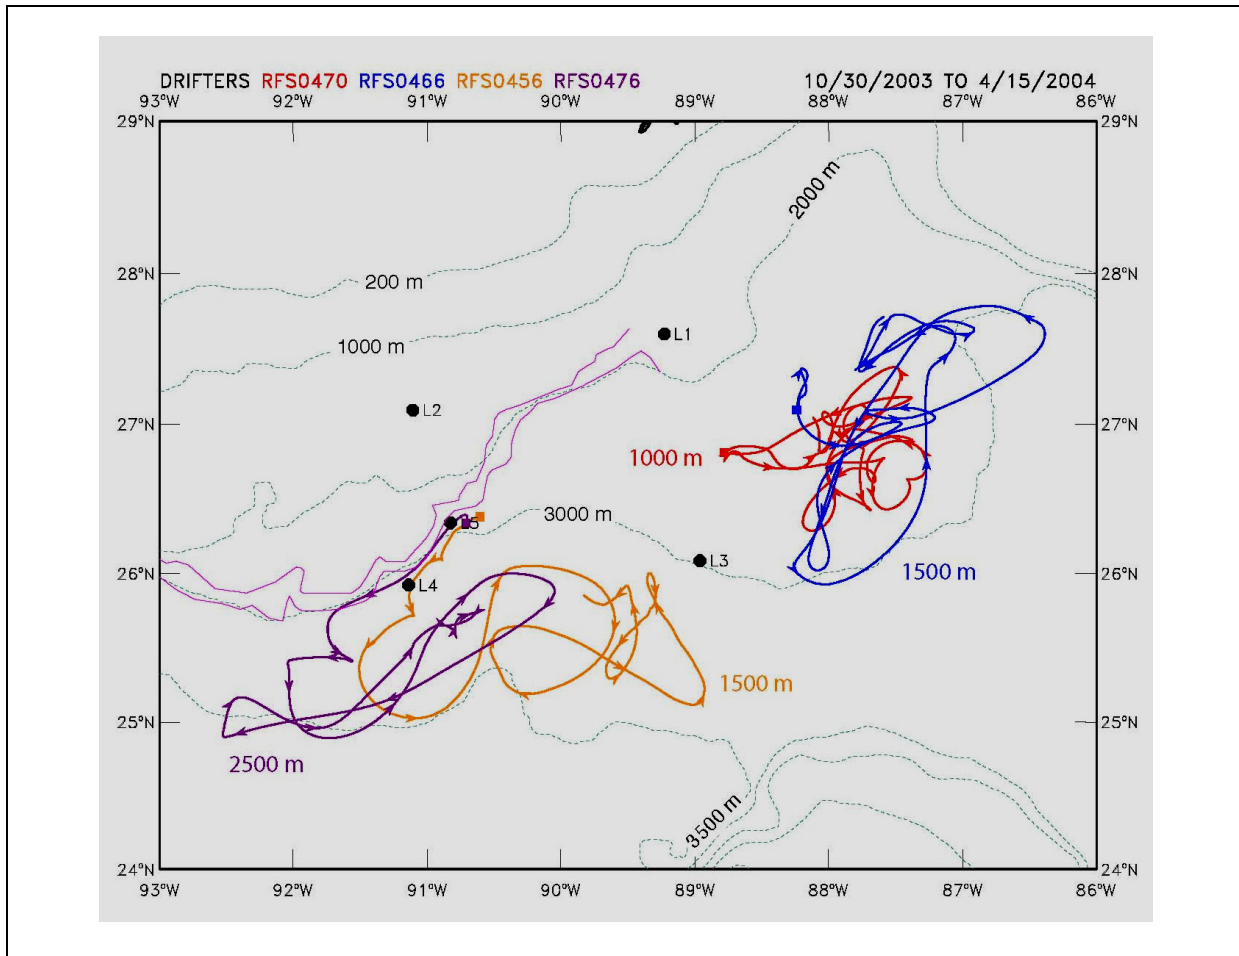 DRIFTERS RFS0470 RFS0466 RFS0456 RFS0476 10/30/2003 TO 4/15/2004
93°W 92°W 91°W 90°W 89°W 88°W 87°W 86°W
29°N 29°N
2000 m
28°N 28°N
200 m
L1
1000 m
L2
27°N 27°N
1000 m
3000 m
L5
L3
26°N 26°N
1500 m
L4
1500 m
25°N 25°N
2500 m
3500 m
24°N 24°N
93°W 92°W 91°W 90°W 89°W 88°W 87°W 86°W